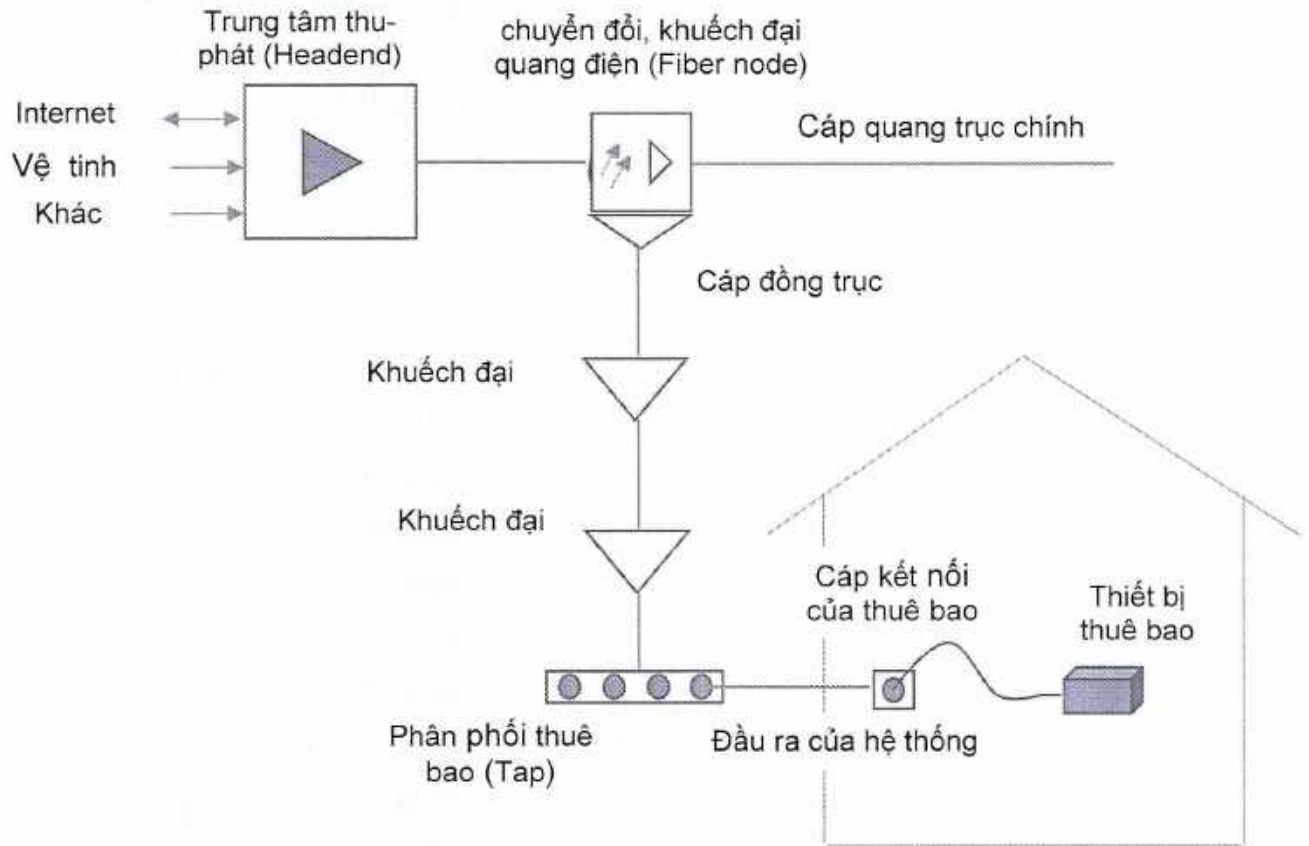 Trung tâm thu-
phát (Headend)
chuyển đổi, khuếch đại
quang điện (Fiber node)
Internet
Vệ tinh
Khác
Cáp quang trục chính
Cáp đồng trục
Khuếch đại
Khuếch đại
Cáp kết nối
của thuê bao
Thiết bị
thuê bao
Phân phối thuê
bao (Tap)
Đầu ra của hệ thống